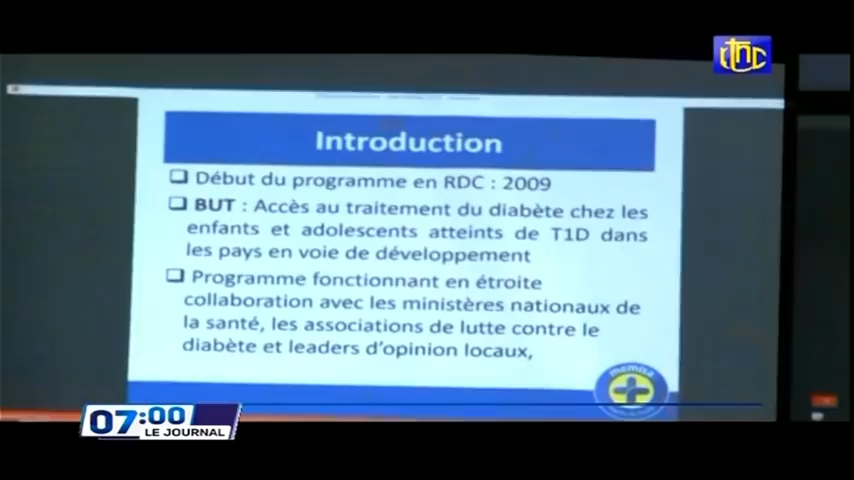 rtnc
Introduction
❑ Début du programme en RDC : 2009
❑ BUT : Accès au traitement du diabète chez les
enfants et adolescents atteints de T1D dans
les pays en voie de développement
❑ Programme fonctionnant en étroite
collaboration avec les ministères nationaux de
la santé, les associations de lutte contre le
diabète et leaders d'opinion locaux,
memisa
07:00
LE JOURNAL